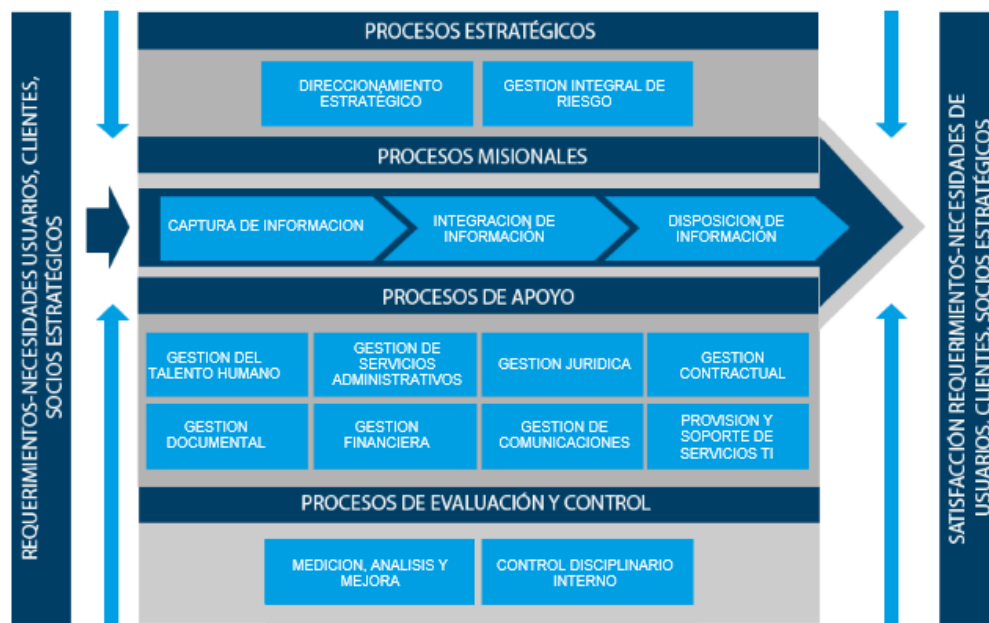 REQUERIMIENTOS-NECESIDADES USUARIOS, CLIENTES,
SOCIOS ESTRATÉGICOS
PROCESOS ESTRATÉGICOS
DIRECCIONAMIENTO
ESTRATÉGICO
GESTION INTEGRAL DE
RIESGO
PROCESOS MISIONALES
CAPTURA DE INFORMACION
INTEGRACION DE
INFORMACIÓN
DISPOSICION DE
INFORMACIÓN
PROCESOS DE APOYO
GESTION DEL
TALENTO HUMANO
GESTION DE
SERVICIOS
ADMINISTRATIVOS
GESTION JURIDICA
GESTION
CONTRACTUAL
GESTION
DOCUMENTAL
GESTION
FINANCIERA
GESTION DE
COMUNICACIONES
PROVISION Y
SOPORTE DE
SERVICIOS TI
PROCESOS DE EVALUACIÓN Y CONTROL
MEDICION, ANALISIS Y
MEJORA
CONTROL DISCIPLINARIO
INTERNO
SATISFACCIÓN REQUERIMIENTOS-NECESIDADES DE
USUARIOS, CLIENTES, SOCIOS ESTRATÉGICOS